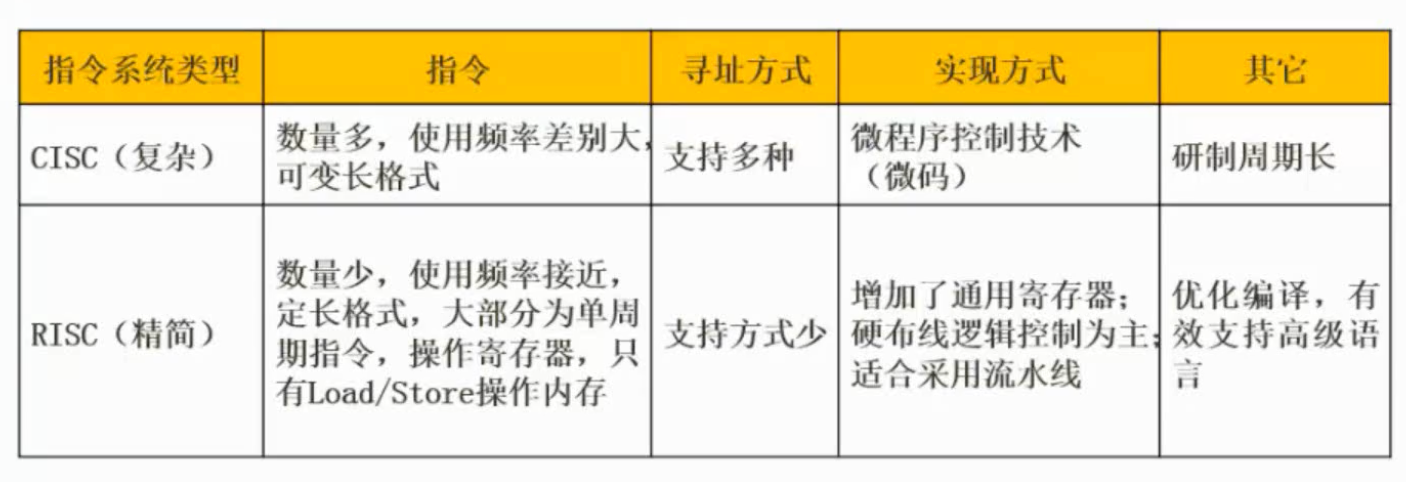 指令系统类型 指令 寻址方式 实现方式 其它
CISC（复杂）
数量多，使用频率差别大，
可变长格式
支持多种
微程序控制技术
（微码）
研制周期长
RISC（精简）
数量少，使用频率接近，
定长格式，大部分为单周
期指令，操作寄存器，只
有Load/Store操作内存
支持方式少
增加了通用寄存器；
硬布线逻辑控制为主；
适合采用流水线
优化编译，有
效支持高级语
言